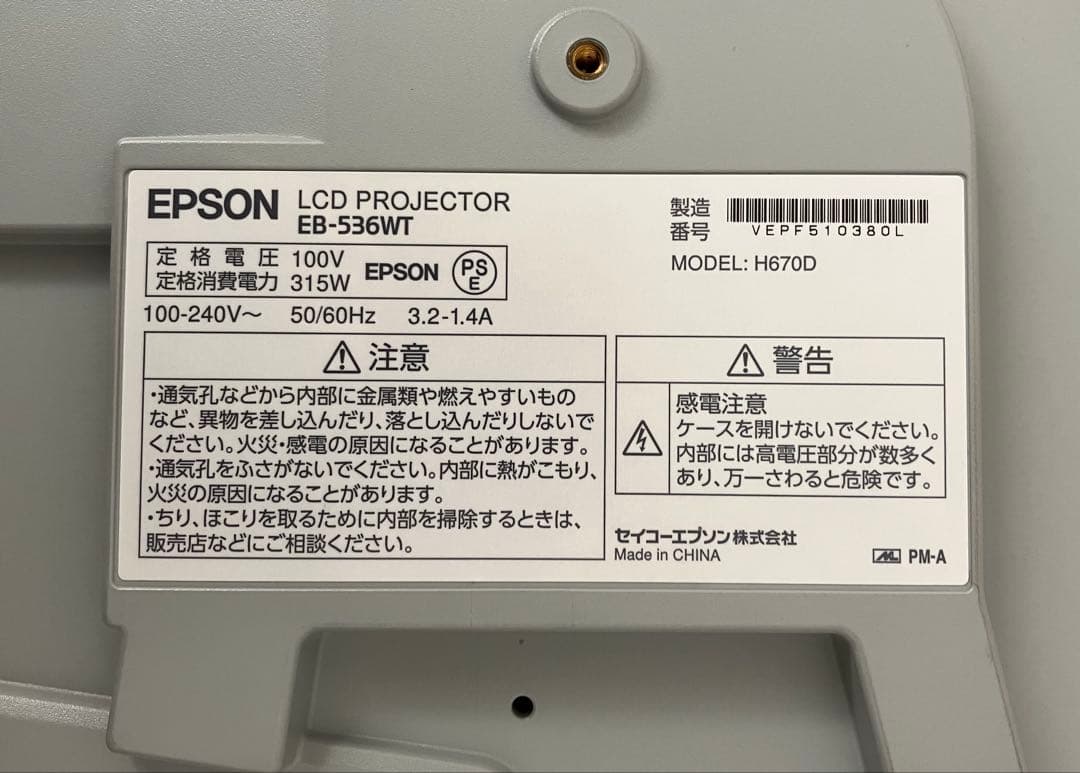 EPSON LCD PROJECTOR
EB-536WT
定格電圧 100V
定格消費電力 315W
EPSON
PS
E
100-240V～ 50/60Hz 3.2-1.4A
製造
番号
VEPF510380L
MODEL: H670D
注意
・通気孔などから内部に金属類や燃えやすいもの
など、異物を差し込んだり、落とし込んだりしないで
ください。火災・感電の原因になることがあります。
・通気孔をふさがないでください。内部に熱がこもり、
火災の原因になることがあります。
・ちり、ほこりを取るために内部を掃除するときは、
販売店などにご相談ください。
警告
感電注意
ケースを開けないでください。
内部には高電圧部分が数多く
あり、万一さわると危険です。
セイコーエプソン株式会社
Made in CHINA
PM-A